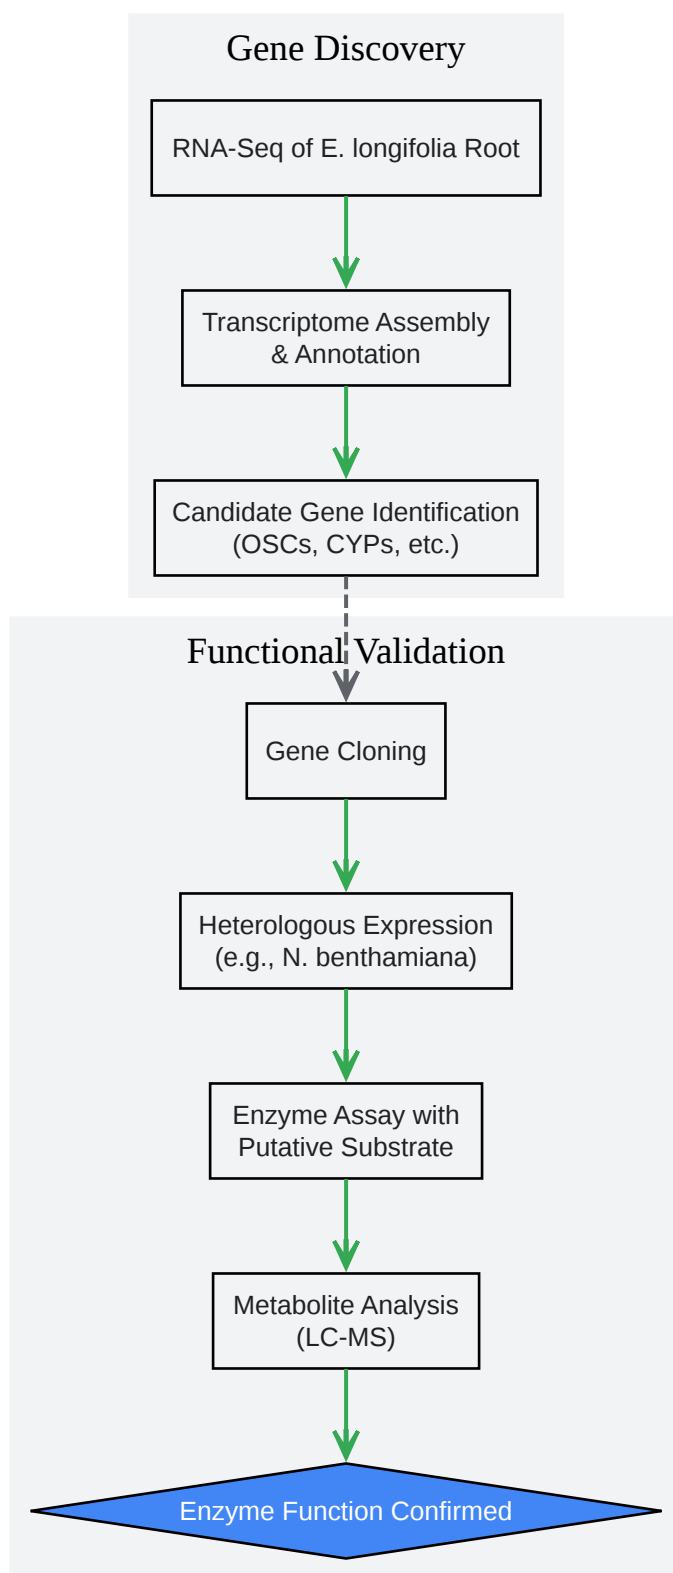 Gene Discovery
RNA-Seq of E. longifolia Root
Transcriptome Assembly
& Annotation
Candidate Gene Identification
(OSCs, CYPs, etc.)
Functional Validation
Gene Cloning
Heterologous Expression
(e.g., N. benthamiana)
Enzyme Assay with
Putative Substrate
Metabolite Analysis
(LC-MS)
Enzyme Function Confirmed